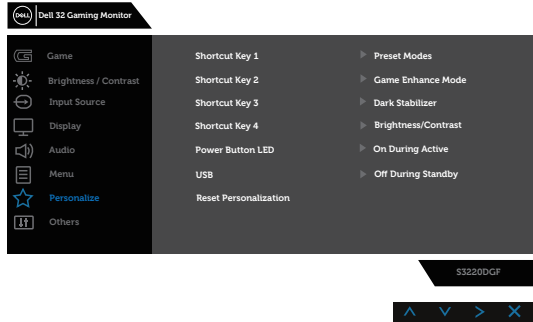 DELL
Dell 32 Gaming Monitor
Game
Brightness / Contrast
Input Source
Display
Audio
Menu
Personalize
Others
Shortcut Key 1 Preset Modes
Shortcut Key 2 Game Enhance Mode
Shortcut Key 3 Dark Stabilizer
Shortcut Key 4 Brightness/Contrast
Power Button LED On During Active
USB Off During Standby
Reset Personalization
S3220DGF